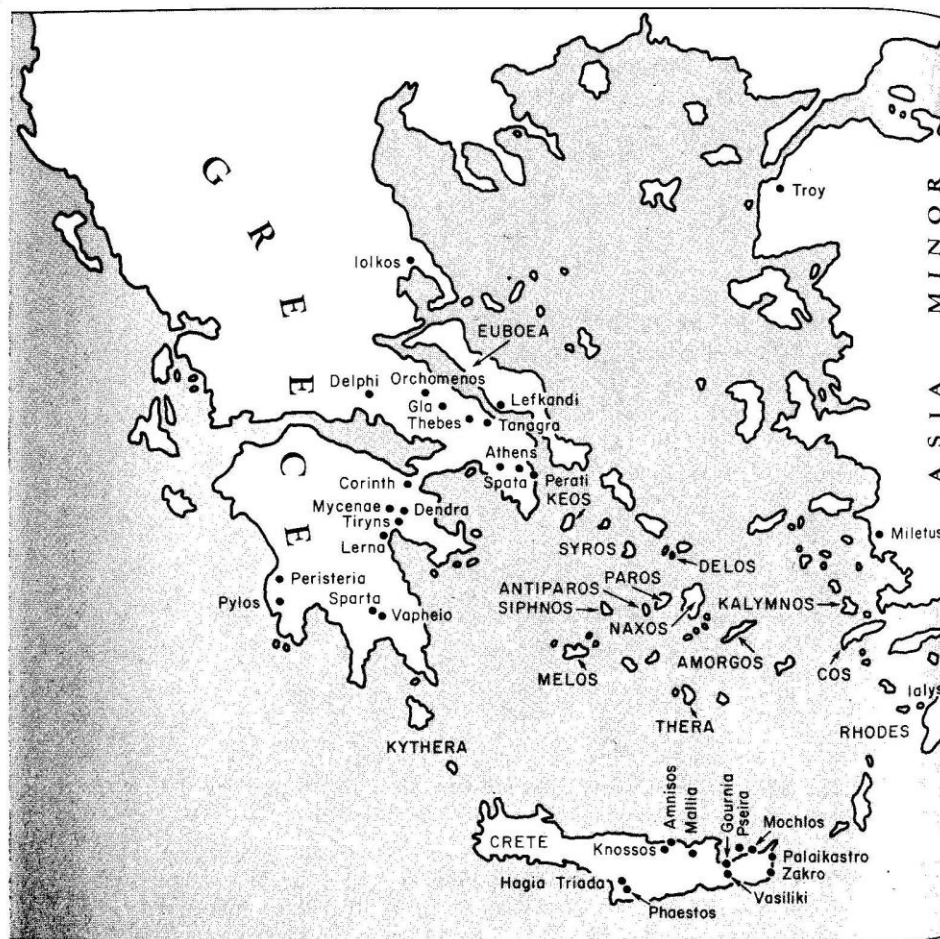 GREECE
ASIA MINOR
Troy
Iolkos
EUBOEA
Delphi
Orchomenos
Lefkandi
Gla
Thebes
Tanagra
Athens
Spata
Perati
Corinth
KEOS
Mycenae
Dendra
Tiryns
Lerna
Miletus
SYROS
DELOS
Peristeria
PAROS
ANTIPAROS
Pylos
Sparta
Vapheio
SIPHNOS
KALYMNOS
NAXOS
AMORGOS
COS
MELOS
Ialys
THERA
RHODES
KYTHERA
Amnisos
Mallia
Gournia
Pseira
Mochlos
CRETE
Knossos
Palaikastro
Zakro
Hagia Triada
Vasiliki
Phaestos